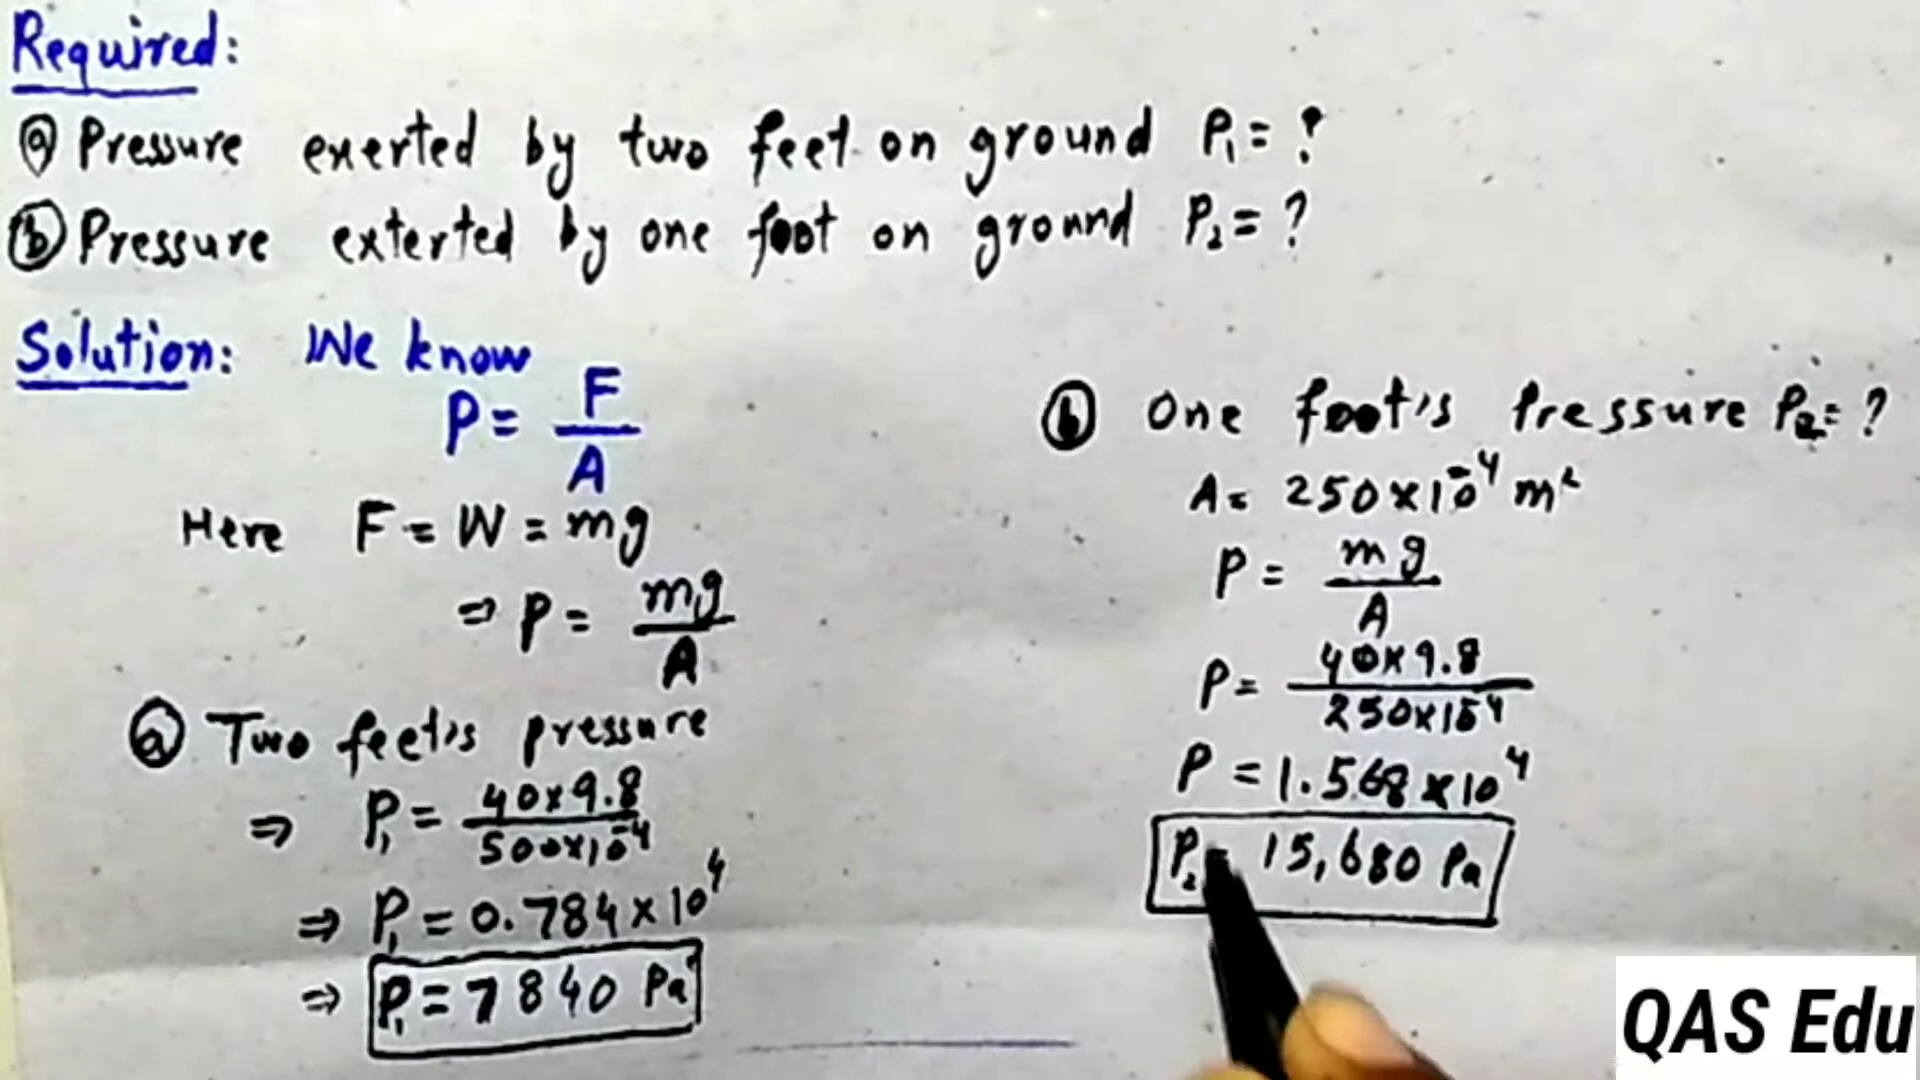 Required:
ⓐ Pressure exerted by two feet on ground P₁ = ?
ⓑ Pressure exterted by one foot on ground P₂ = ?
Solution: We know
P = F/A
Here F = W = mg
⇒ P = mg/A
ⓐ Two feet's pressure
⇒ P₁ = 40×9.8/500×10⁻⁴
⇒ P₁ = 0.784×10⁴
⇒ P₁ = 7840 Pa
ⓑ One foot's Pressure P₂ = ?
A = 250×10⁻⁴ m²
P = mg/A
P = 40×9.8/250×10⁻⁴
P = 1.568×10⁴
P₂ = 15,680 Pa
QAS Edu